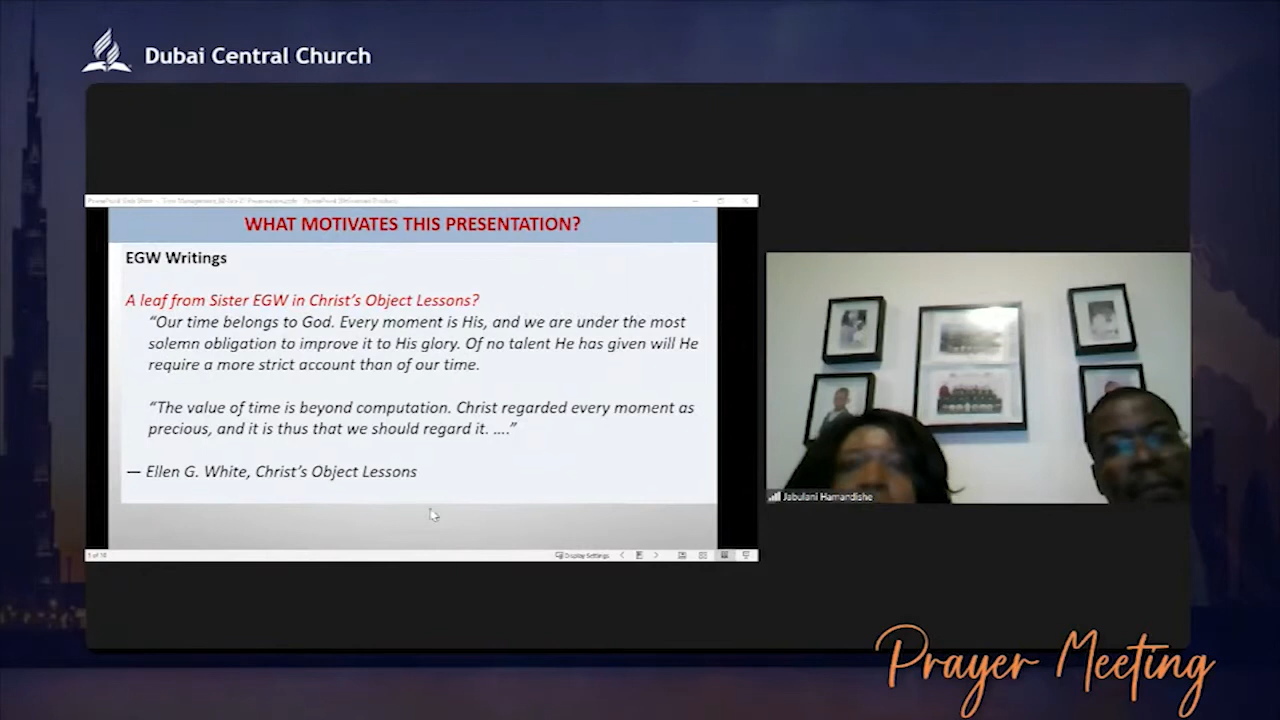 Dubai Central Church
WHAT MOTIVATES THIS PRESENTATION?
EGW Writings
A leaf from Sister EGW in Christ's Object Lessons?
"Our time belongs to God. Every moment is His, and we are under the most
solemn obligation to improve it to His glory. Of no talent He has given will He
require a more strict account than of our time.
"The value of time is beyond computation. Christ regarded every moment as
precious, and it is thus that we should regard it. ...."
— Ellen G. White, Christ's Object Lessons
Display Settings
Jabulani Hamandishe
Prayer Meeting